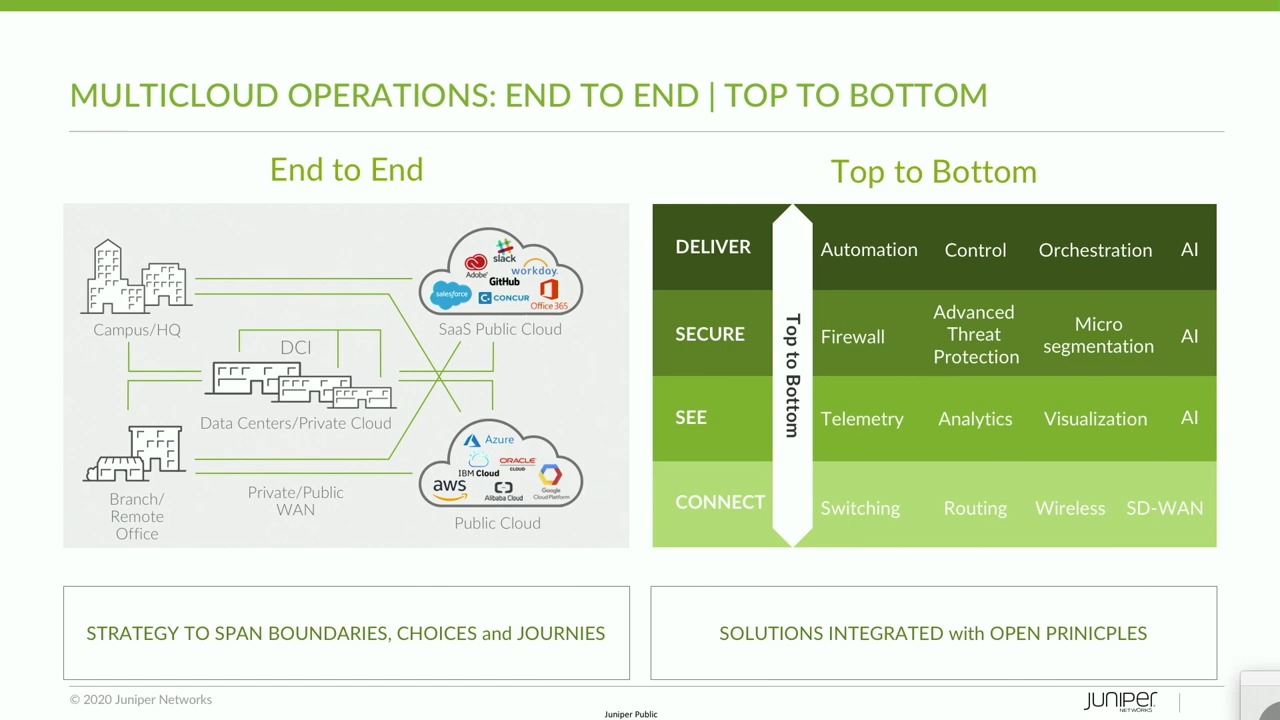 MULTICLOUD OPERATIONS: END TO END | TOP TO BOTTOM
End to End
Top to Bottom
Campus/HQ
DCI
Data Centers/Private Cloud
Branch/
Remote
Office
Private/Public
WAN
slack
Adobe
workday.
GitHub
salesforce
C CONCUR
Office 365
SaaS Public Cloud
Azure
IBM Cloud
ORACLE
CLOUD
aws
Alibaba Cloud
Google
Cloud Platform
Public Cloud
DELIVER
Automation
Control
Orchestration
AI
SECURE
Firewall
Advanced
Threat
Protection
Micro
segmentation
AI
SEE
Telemetry
Analytics
Visualization
AI
CONNECT
Switching
Routing
Wireless
SD-WAN
Top to Bottom
STRATEGY TO SPAN BOUNDARIES, CHOICES and JOURNIES
SOLUTIONS INTEGRATED with OPEN PRINICPLES
© 2020 Juniper Networks
Juniper Public
JUNIPER
NETWORKS